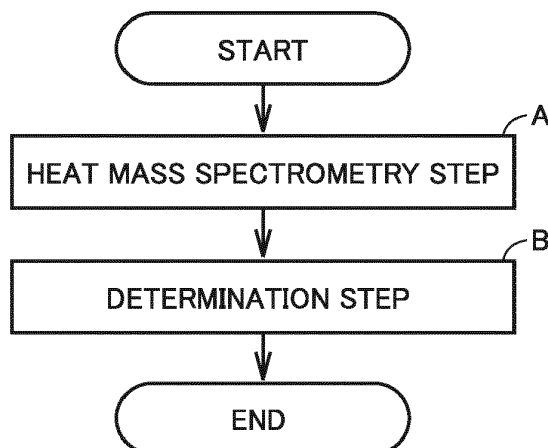 START
A
HEAT MASS SPECTROMETRY STEP
B
DETERMINATION STEP
END